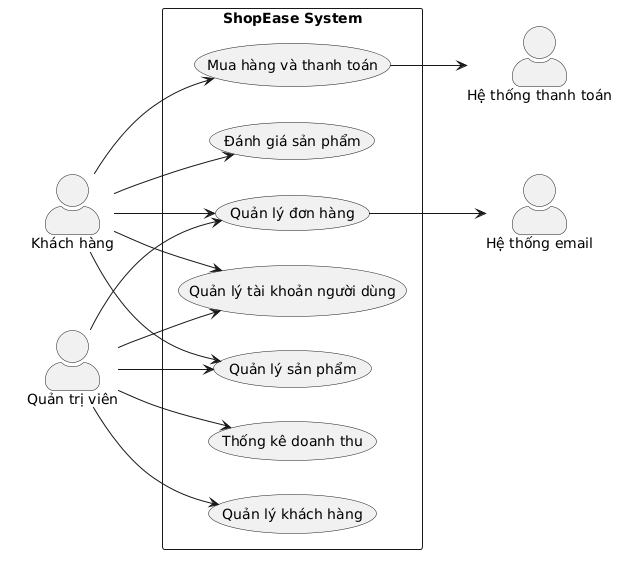 ShopEase System
Mua hàng và thanh toán
Hệ thống thanh toán
Đánh giá sản phẩm
Khách hàng
Quản lý đơn hàng
Hệ thống email
Quản lý tài khoản người dùng
Quản lý sản phẩm
Quản trị viên
Thống kê doanh thu
Quản lý khách hàng